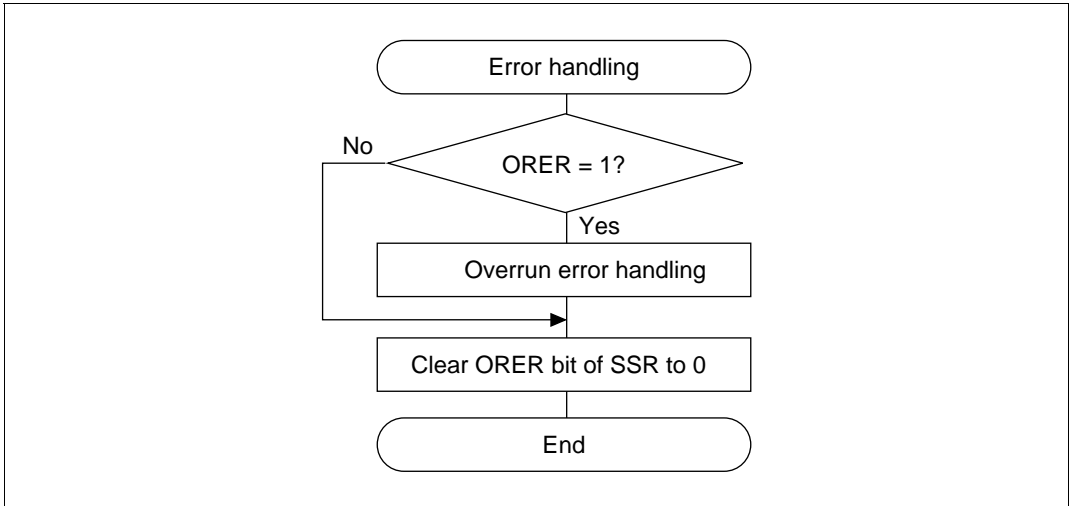 Error handling
No
ORER = 1?
Yes
Overrun error handling
Clear ORER bit of SSR to 0
End